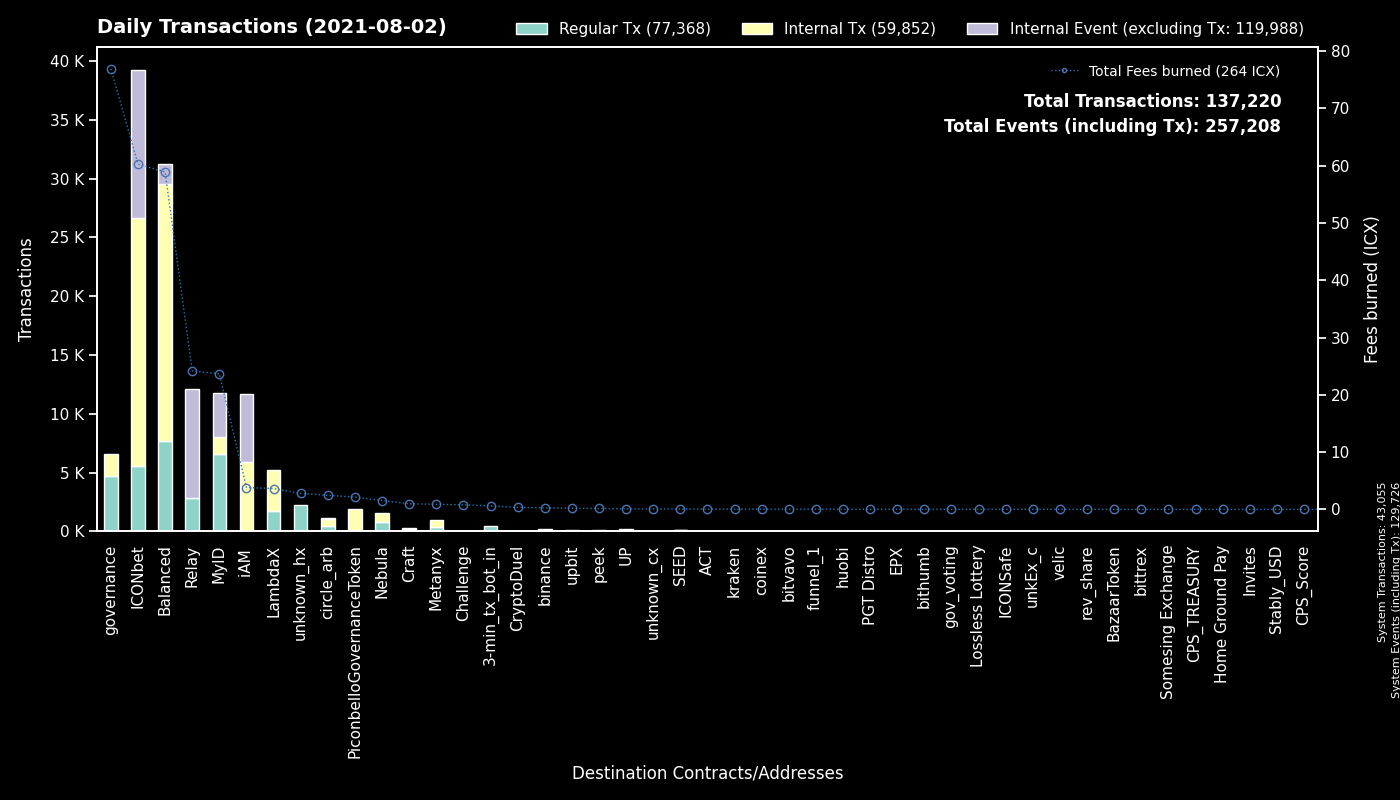 Daily Transactions (2021-08-02)
Regular Tx (77,368)
Internal Tx (59,852)
Internal Event (excluding Tx: 119,988)
Total Fees burned (264 ICX)
Total Transactions: 137,220
Total Events (including Tx): 257,208
Transactions
40 K
35 K
30 K
25 K
20 K
15 K
10 K
5 K
0 K
80
70
60
50
40
30
20
10
0
Fees burned (ICX)
governance
ICONbet
Balanced
Relay
MyID
iAM
LambdaX
unknown_hx
circle_arb
PiconbelloGovernanceToken
Nebula
Craft
Metanyx
Challenge
3-min_tx_bot_in
CryptoDuel
binance
upbit
peek
UP
unknown_cx
SEED
ACT
kraken
coinex
bitvavo
funnel_1
huobi
PGT Distro
EPX
bithumb
gov_voting
Lossless Lottery
ICONSafe
unkEx_c
velic
rev_share
BazaarToken
bittrex
Somesing Exchange
CPS_TREASURY
Home Ground Pay
Invites
Stably_USD
CPS_Score
Destination Contracts/Addresses
System Transactions: 43,055
System Events (including Tx): 129,726